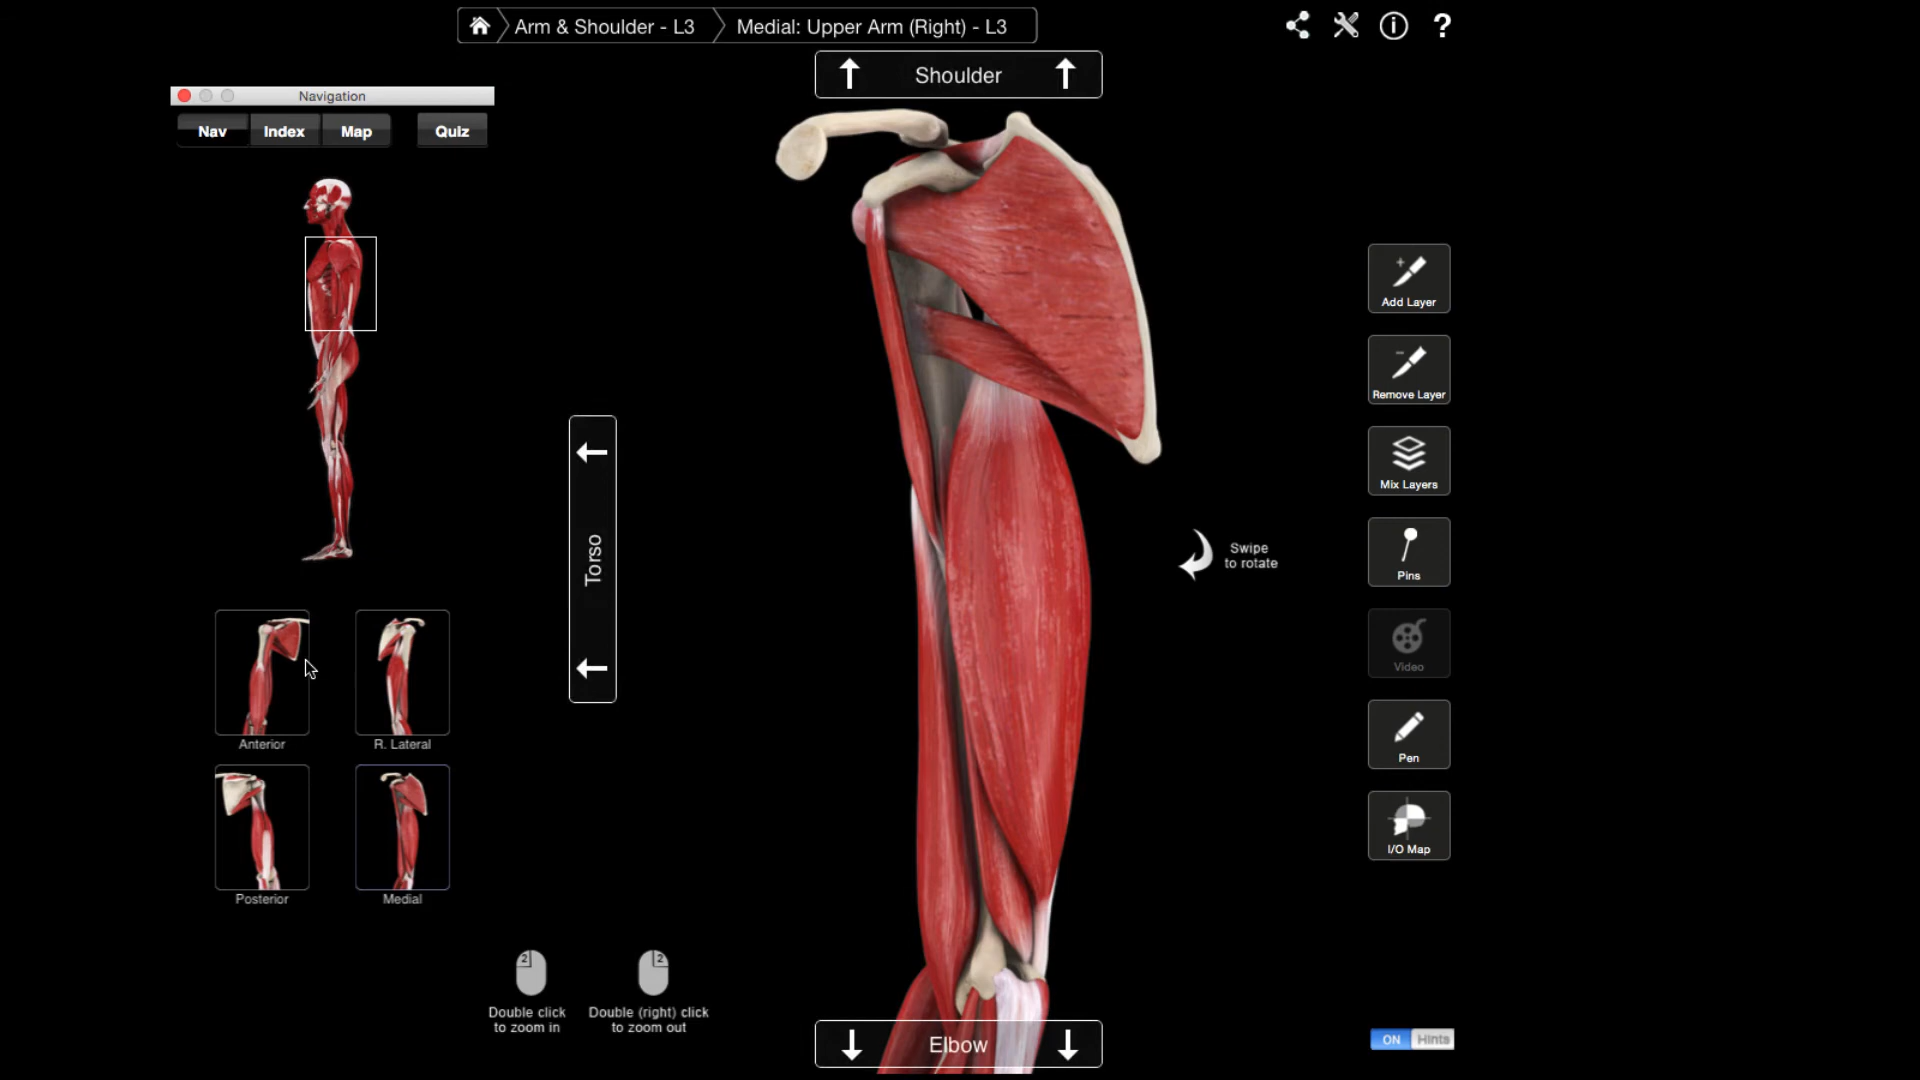 Arm & Shoulder - L3
Medial: Upper Arm (Right) - L3
i
?
Shoulder
Navigation
Nav
Index
Map
Quiz
Add Layer
Remove Layer
Mix Layers
Torso
Swipe
to rotate
Pins
Video
Anterior
R. Lateral
Pen
I/O Map
Posterior
Medial
2
2
Double click
to zoom in
Double (right) click
to zoom out
Elbow
ON
Hints